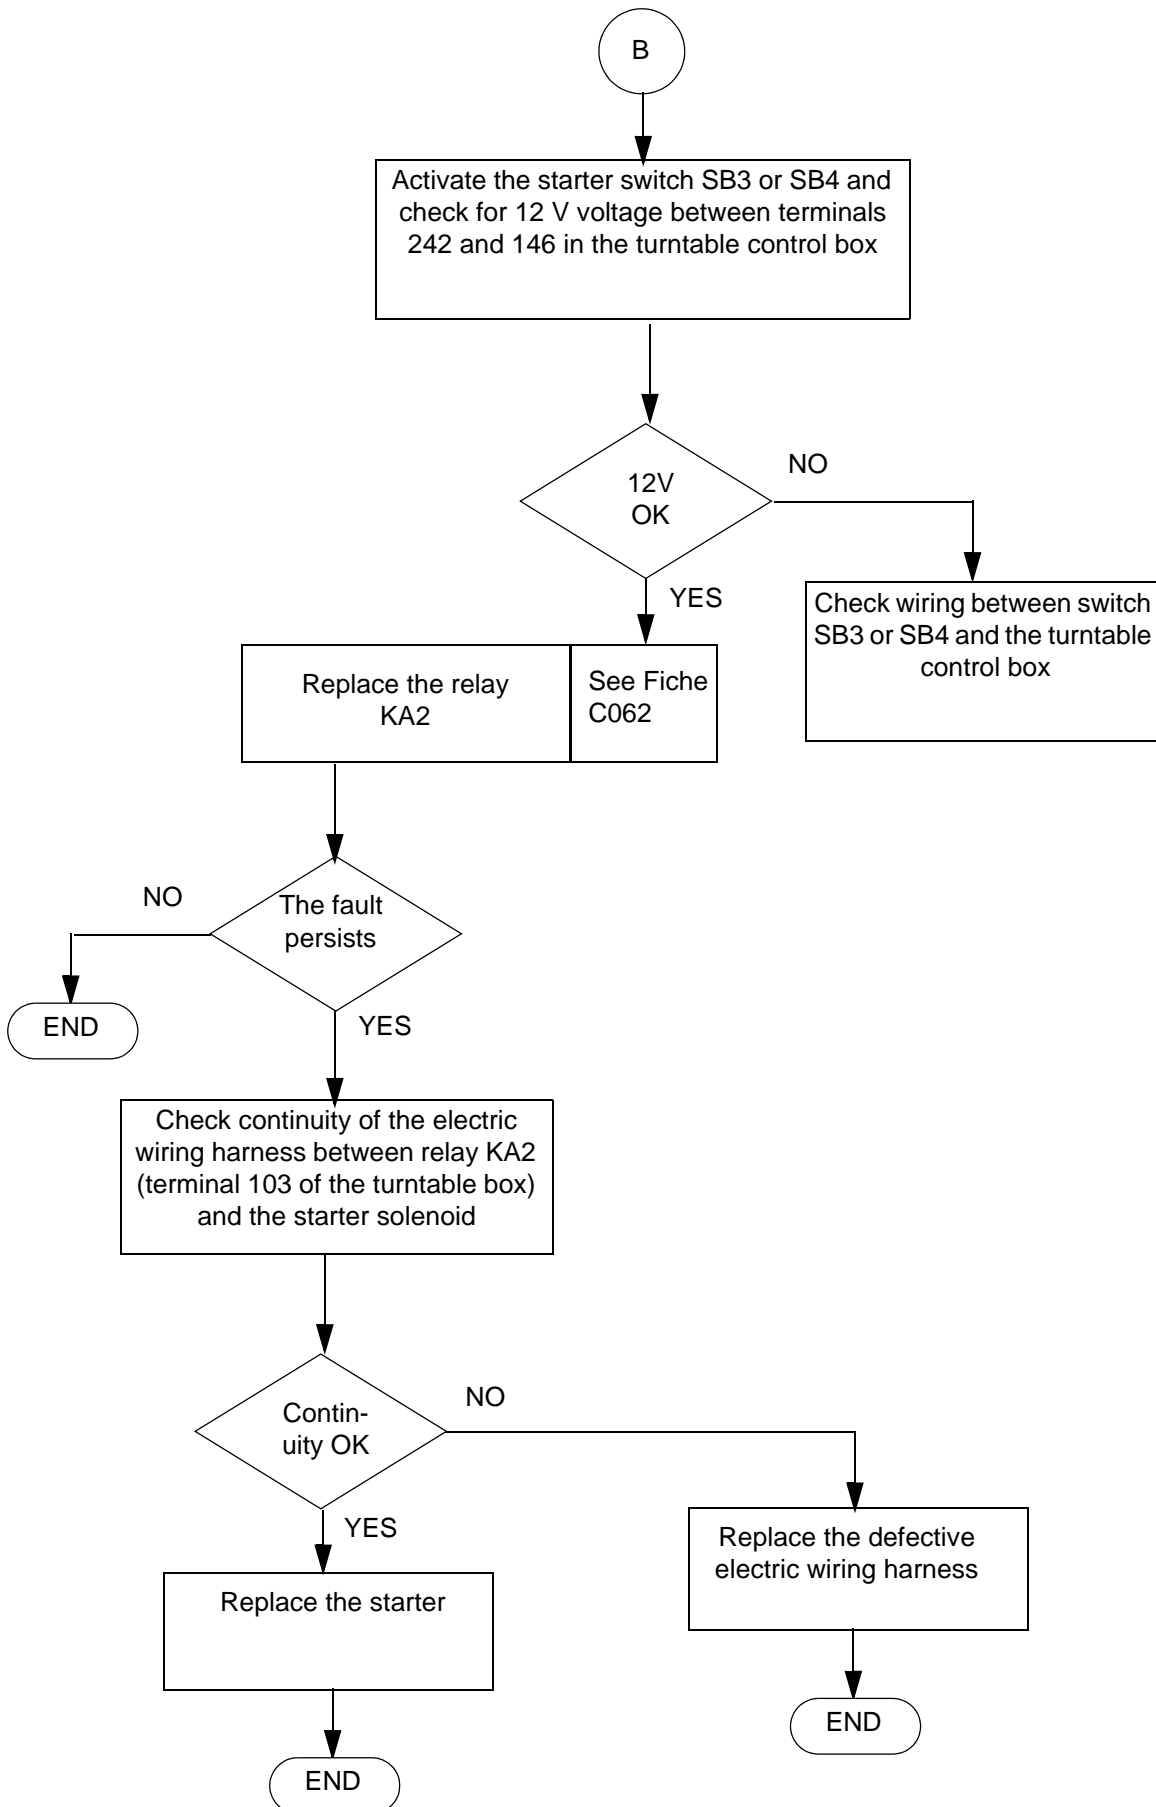 B
Activate the starter switch SB3 or SB4 and
check for 12 V voltage between terminals
242 and 146 in the turntable control box
12V
OK
NO
YES
Check wiring between switch
SB3 or SB4 and the turntable
control box
Replace the relay
KA2
See Fiche
C062
The fault
persists
NO
END
YES
Check continuity of the electric
wiring harness between relay KA2
(terminal 103 of the turntable box)
and the starter solenoid
Contin-
uity OK
NO
YES
Replace the defective
electric wiring harness
Replace the starter
END
END